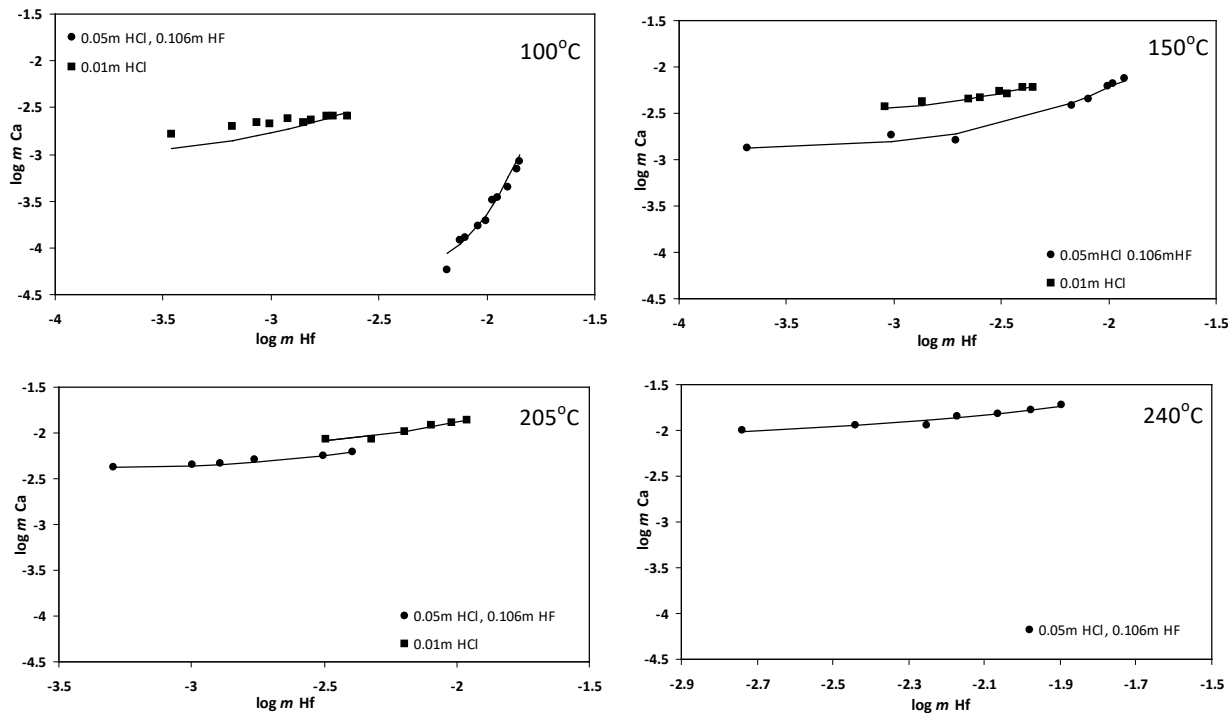 0.05m HCl, 0.106m HF
0.01m HCl
100°C
-1.5
-2
-2.5
-3
-3.5
-4
-4.5
log m Ca
-3.5 -3 -2.5 -2 -1.5
log m Hf
150°C
-1.5
-2
-2.5
-3
-3.5
-4
-4.5
log m Ca
0.05mHCl 0.106mHF
0.01m HCl
-4 -3.5 -3 -2.5 -2 -1.5
log m Hf
205°C
-1.5
-2
-2.5
-3
-3.5
-4
-4.5
log m Ca
0.05m HCl, 0.106m HF
0.01m HCl
-3.5 -3 -2.5 -2 -1.5
log m Hf
240°C
-1.5
-2
-2.5
-3
-3.5
-4
-4.5
log m Ca
0.05m HCl, 0.106m HF
-2.9 -2.7 -2.5 -2.3 -2.1 -1.9 -1.7 -1.5
log m Hf